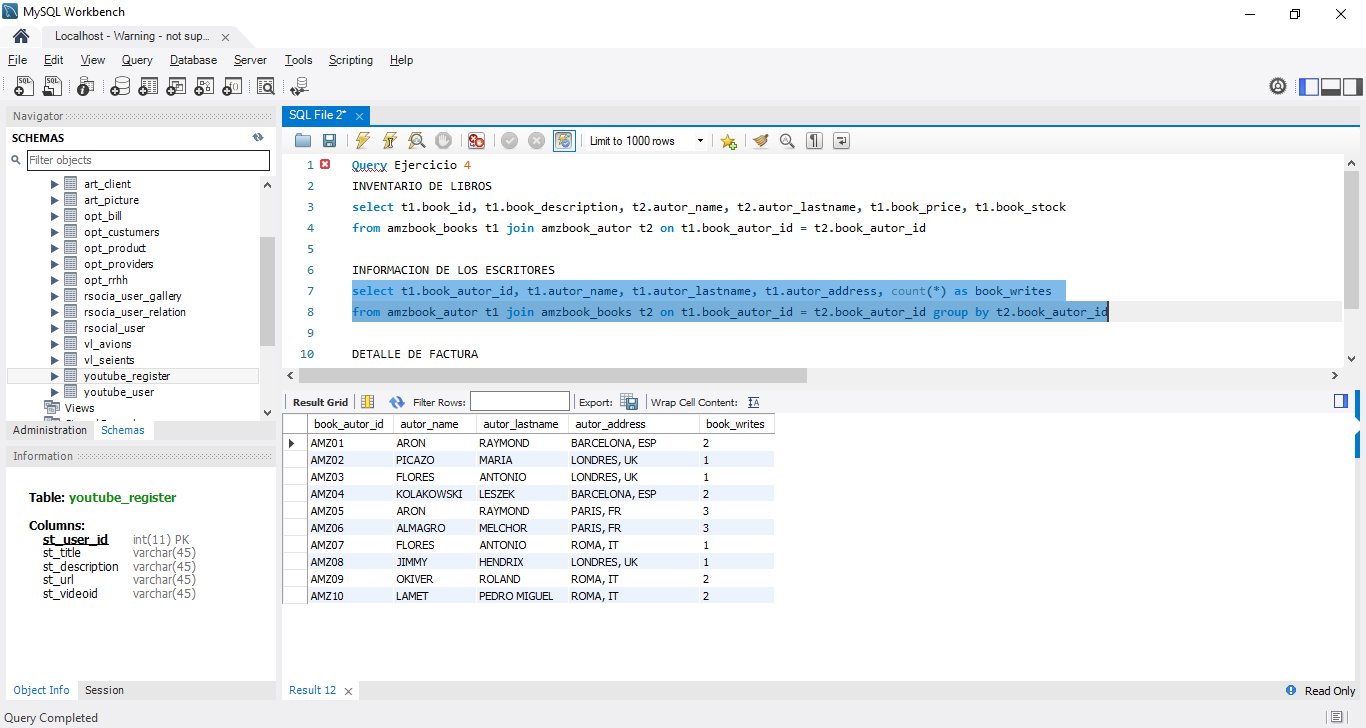 MySQL Workbench
Localhost - Warning - not sup...
File Edit View Query Database Server Tools Scripting Help
Navigator
SCHEMAS
Filter objects
art_client
art_picture
opt_bill
opt_custumers
opt_product
opt_providers
opt_rrhh
rsocia_user_gallery
rsocia_user_relation
rsocial_user
vl_avions
vl_seients
youtube_register
youtube_user
Views
Administration Schemas
Information
Table: youtube_register
Columns:
st_user_id int(11) PK
st_title varchar(45)
st_description varchar(45)
st_url varchar(45)
st_videoid varchar(45)
Object Info Session
SQL File 2*
Limit to 1000 rows
1 Query Ejercicio 4
2 INVENTARIO DE LIBROS
3 select t1.book_id, t1.book_description, t2.autor_name, t2.autor_lastname, t1.book_price, t1.book_stock
4 from amzbook_books t1 join amzbook_autor t2 on t1.book_autor_id = t2.book_autor_id
5
6 INFORMACION DE LOS ESCRITORES
7 select t1.book_autor_id, t1.autor_name, t1.autor_lastname, t1.autor_address, count(*) as book_writes
8 from amzbook_autor t1 join amzbook_books t2 on t1.book_autor_id = t2.book_autor_id group by t2.book_autor_id
9
10 DETALLE DE FACTURA
Result Grid Filter Rows: Export: Wrap Cell Content:
book_autor_id autor_name autor_lastname autor_address book_writes
AMZ01 ARON RAYMOND BARCELONA, ESP 2
AMZ02 PICAZO MARIA LONDRES, UK 1
AMZ03 FLORES ANTONIO LONDRES, UK 1
AMZ04 KOLAKOWSKI LESZEK BARCELONA, ESP 2
AMZ05 ARON RAYMOND PARIS, FR 3
AMZ06 ALMAGRO MELCHOR PARIS, FR 3
AMZ07 FLORES ANTONIO ROMA, IT 1
AMZ08 JIMMY HENDRIX LONDRES, UK 1
AMZ09 OKIVER ROLAND ROMA, IT 2
AMZ10 LAMET PEDRO MIGUEL ROMA, IT 2
Result 12
Read Only
Query Completed